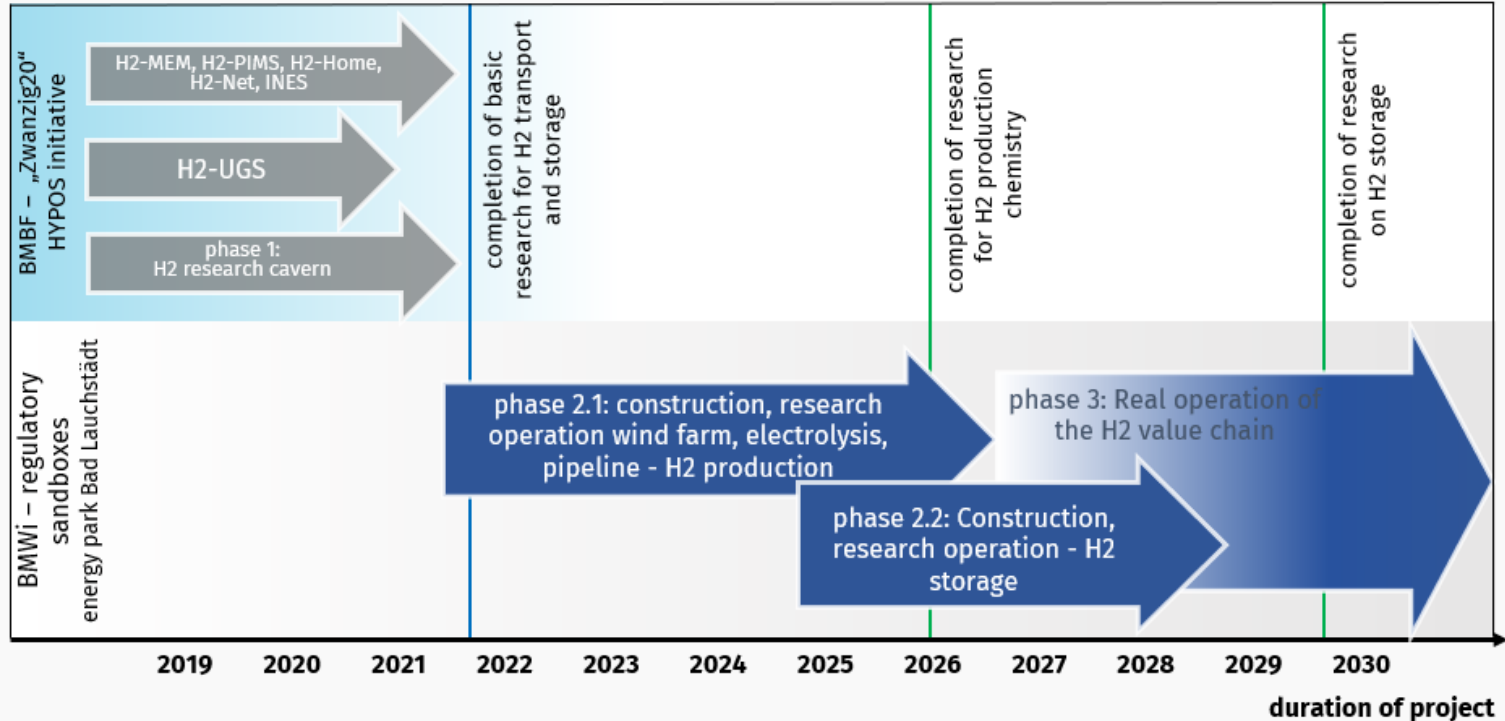 BMBF – „Zwanzig20“
HYPOS initiative
H2-MEM, H2-PIMS, H2-Home,
H2-Net, INES
H2-UGS
phase 1:
H2 research cavern
completion of basic
research for H2 transport
and storage
completion of research
for H2 production
chemistry
completion of research
on H2 storage
BMWi – regulatory
sandboxes
energy park Bad Lauchstädt
phase 2.1: construction, research
operation wind farm, electrolysis,
pipeline - H2 production
phase 3: Real operation of
the H2 value chain
phase 2.2: Construction,
research operation - H2
storage
2019 2020 2021 2022 2023 2024 2025 2026 2027 2028 2029 2030
duration of project